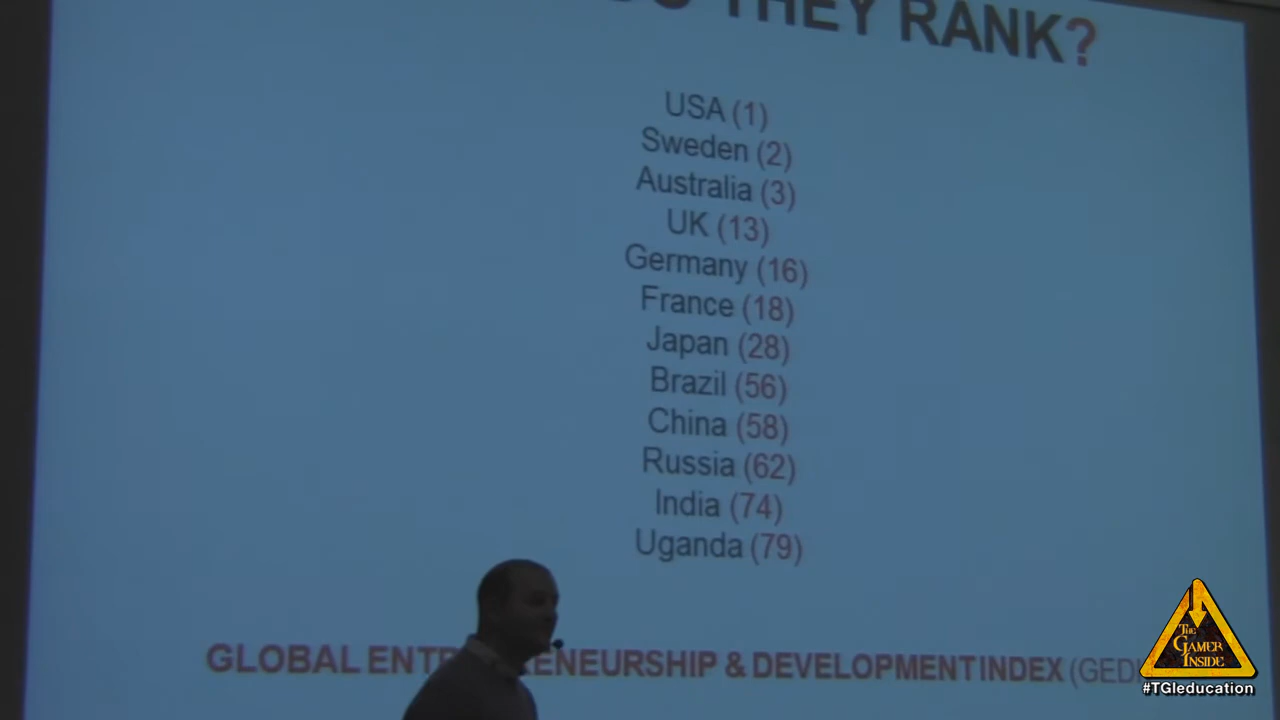 THEY RANK?
USA (1)
Sweden (2)
Australia (3)
UK (13)
Germany (16)
France (18)
Japan (28)
Brazil (56)
China (58)
Russia (62)
India (74)
Uganda (79)
GLOBAL ENTR ENEURSHIP & DEVELOPMENT INDEX (GED
THE GAMER INSIDE
#TGIeducation